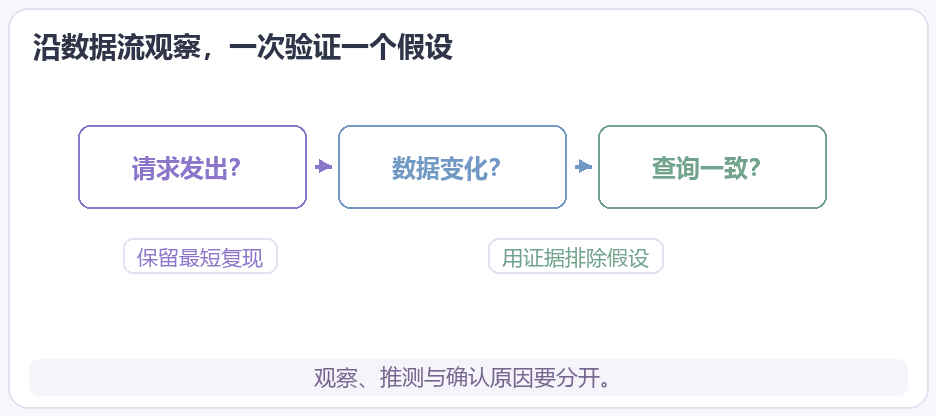 沿数据流观察，一次验证一个假设
请求发出？
数据变化？
查询一致？
保留最短复现
用证据排除假设
观察、推测与确认原因要分开。